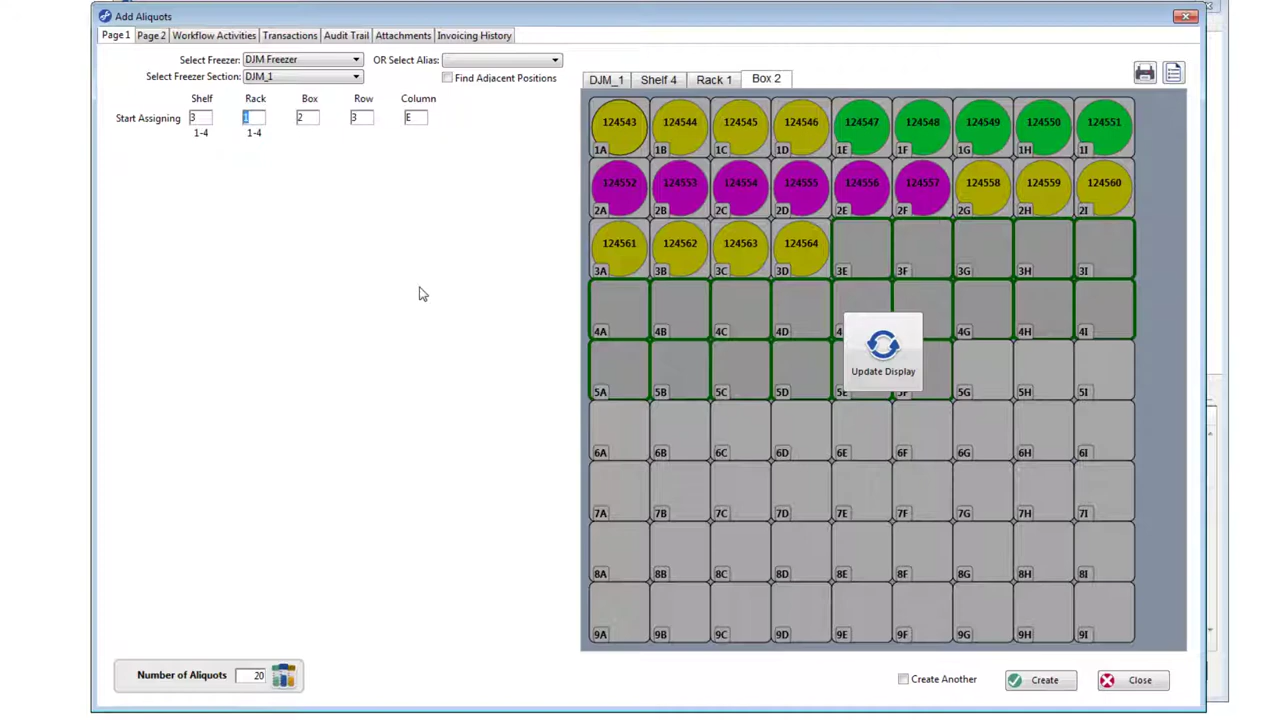 Add Aliquots
Page 1 Page 2 Workflow Activities Transactions Audit Trail Attachments Invoicing History
Select Freezer: DJM Freezer OR Select Alias:
Select Freezer Section: DJM_1 Find Adjacent Positions
Shelf Rack Box Row Column
Start Assigning 3 1 2 3 E
1-4 1-4
DJM_1 Shelf 4 Rack 1 Box 2
124543 124544 124545 124546 124547 124548 124549 124550 124551
1A 1B 1C 1D 1E 1F 1G 1H 1I
124552 124553 124554 124555 124556 124557 124558 124559 124560
2A 2B 2C 2D 2E 2F 2G 2H 2I
124561 124562 124563 124564
3A 3B 3C 3D 3E 3F 3G 3H 3I
4A 4B 4C 4D 4G 4H 4I
Update Display
5A 5B 5C 5D 5E 5F 5G 5H 5I
6A 6B 6C 6D 6E 6F 6G 6H 6I
7A 7B 7C 7D 7E 7F 7G 7H 7I
8A 8B 8C 8D 8E 8F 8G 8H 8I
9A 9B 9C 9D 9E 9F 9G 9H 9I
Number of Aliquots 20
Create Another Create Close